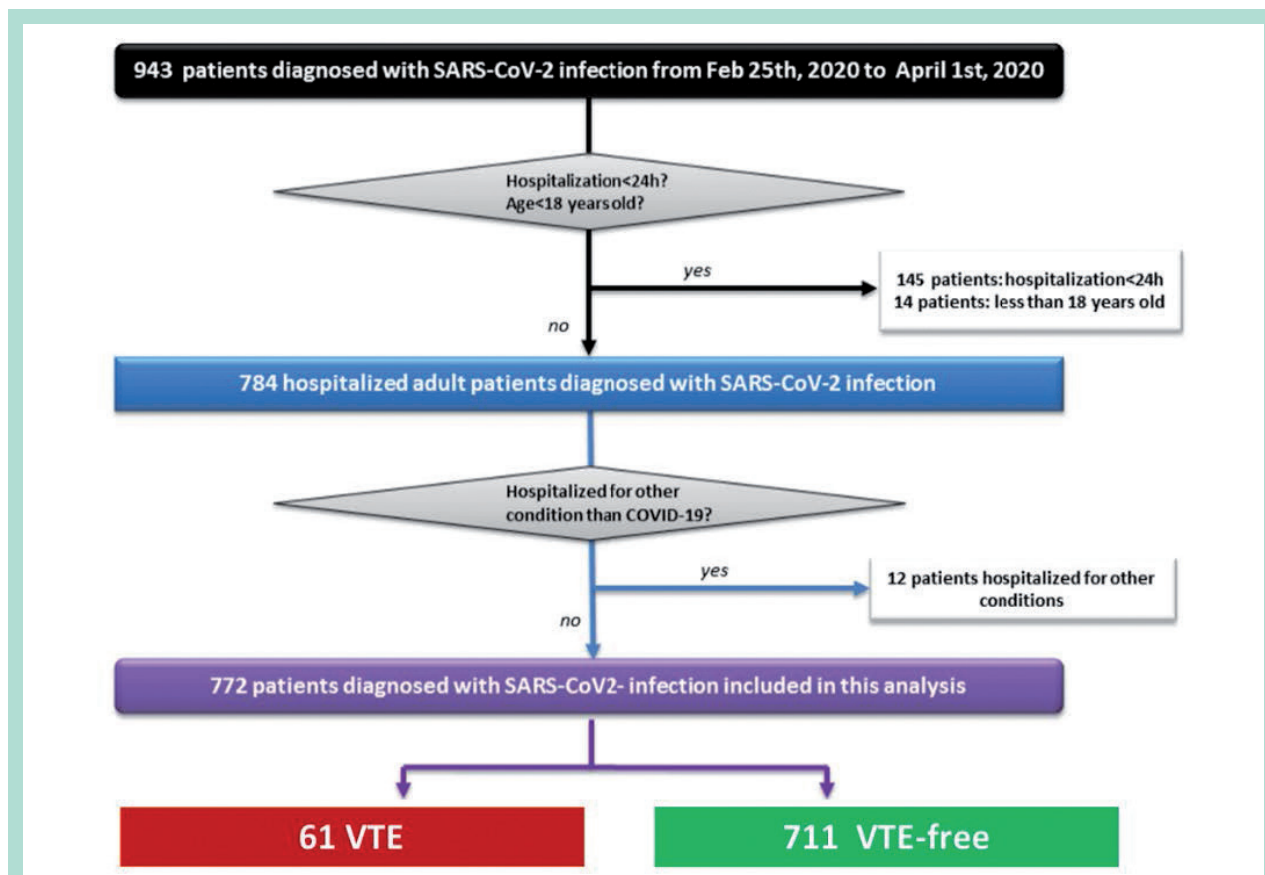 943 patients diagnosed with SARS-CoV-2 infection from Feb 25th, 2020 to April 1st, 2020
Hospitalization<24h?
Age<18 years old?
yes
145 patients: hospitalization<24h
14 patients: less than 18 years old
no
784 hospitalized adult patients diagnosed with SARS-CoV-2 infection
Hospitalized for other
condition than COVID-19?
yes
12 patients hospitalized for other
conditions
no
772 patients diagnosed with SARS-CoV2- infection included in this analysis
61 VTE
711 VTE-free